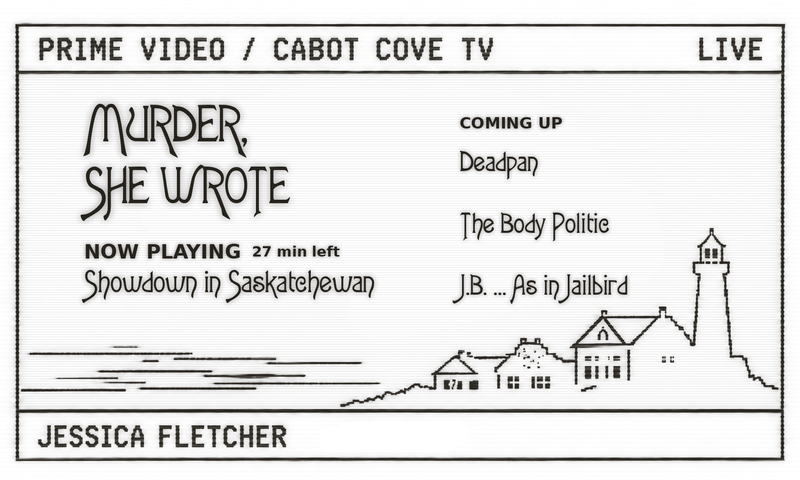 PRIME VIDEO / CABOT COVE TV
LIVE
MURDER,
SHE WROTE
NOW PLAYING 27 min left
Showdown in Saskatchewan
COMING UP
Deadpan
The Body Politic
J.B. ... As in Jailbird
JESSICA FLETCHER